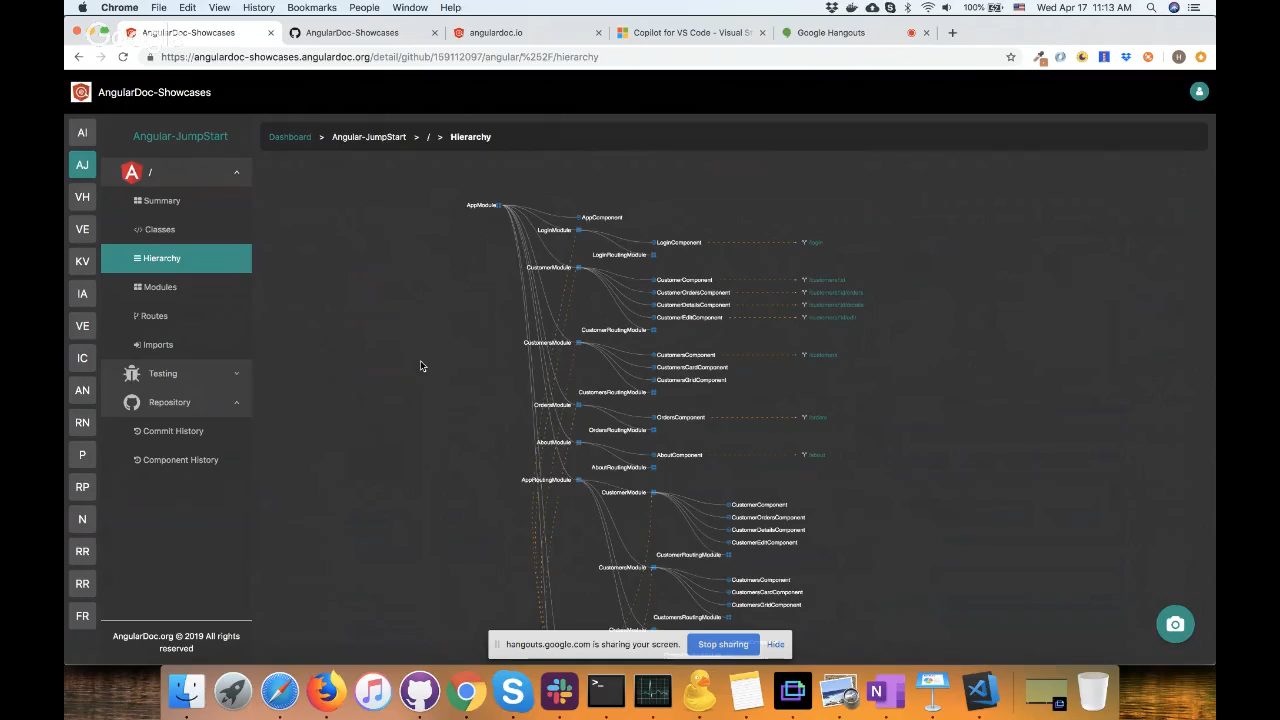 Chrome File Edit View History Bookmarks People Window Help
100% Wed Apr 17 11:13 AM
AngularDoc-Showcases
AngularDoc-Showcases
angulardoc.io
Copilot for VS Code - Visual St
Google Hangouts
https://angulardoc-showcases.angulardoc.org/detail/github/159112097/angular/%252F/hierarchy
H
AngularDoc-Showcases
AI
AJ
VH
VE
KV
IA
VE
IC
AN
RN
P
RP
N
RR
RR
FR
Angular-JumpStart
/
Summary
Classes
Hierarchy
Modules
Routes
Imports
Testing
Repository
Commit History
Component History
AngularDoc.org © 2019 All rights
reserved
Dashboard > Angular-JumpStart > / > Hierarchy
AppModule
AppComponent
LoginModule
LoginComponent /login
LoginRoutingModule
CustomerModule
CustomerComponent
CustomerOrdersComponent
CustomerDetailsComponent
CustomerEditComponent
CustomerRoutingModule
CustomersModule
CustomersComponent /customers
CustomersCardComponent
CustomersGridComponent
CustomersRoutingModule
OrdersModule
OrdersComponent /orders
OrdersRoutingModule
AboutModule
AboutComponent /about
AboutRoutingModule
AppRoutingModule
CustomerModule
CustomerComponent
CustomerOrdersComponent
CustomerDetailsComponent
CustomerEditComponent
CustomerRoutingModule
CustomersModule
CustomersComponent
CustomersCardComponent
CustomersGridComponent
CustomersRoutingModule
hangouts.google.com is sharing your screen. Stop sharing Hide